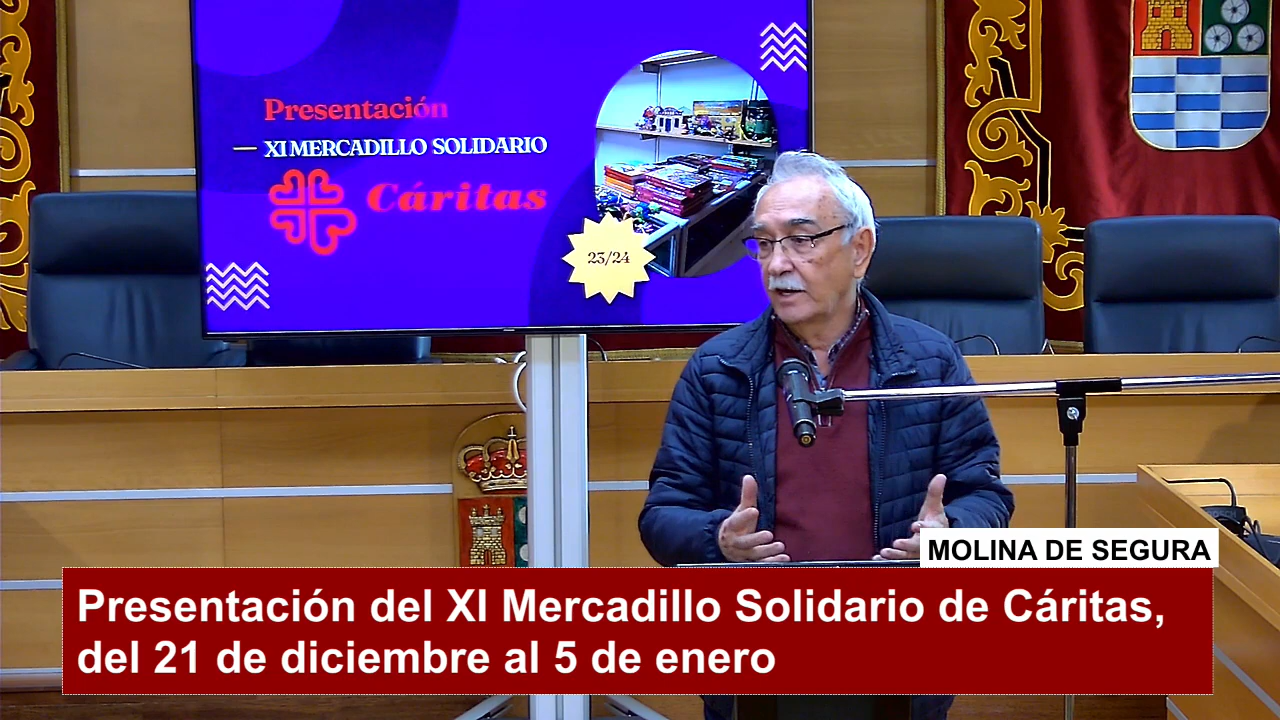 Presentación
XI MERCADILLO SOLIDARIO
Cáritas
23/24
MOLINA DE SEGURA
Presentación del XI Mercadillo Solidario de Cáritas,
del 21 de diciembre al 5 de enero